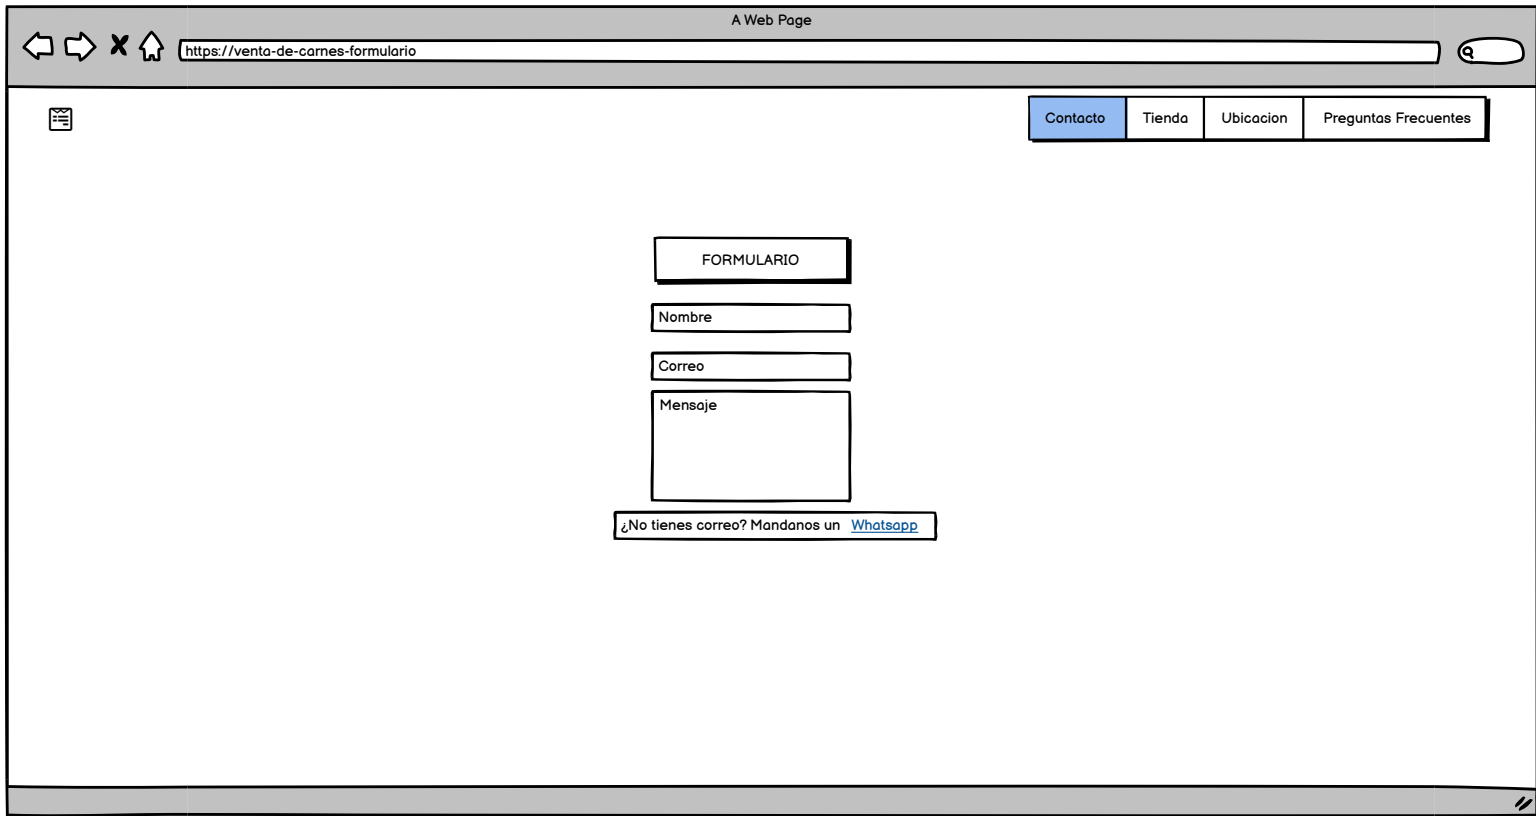 A Web Page
https://venta-de-carnes-formulario
Contacto Tienda Ubicacion Preguntas Frecuentes
FORMULARIO
Nombre
Correo
Mensaje
¿No tienes correo? Mandanos un Whatsapp